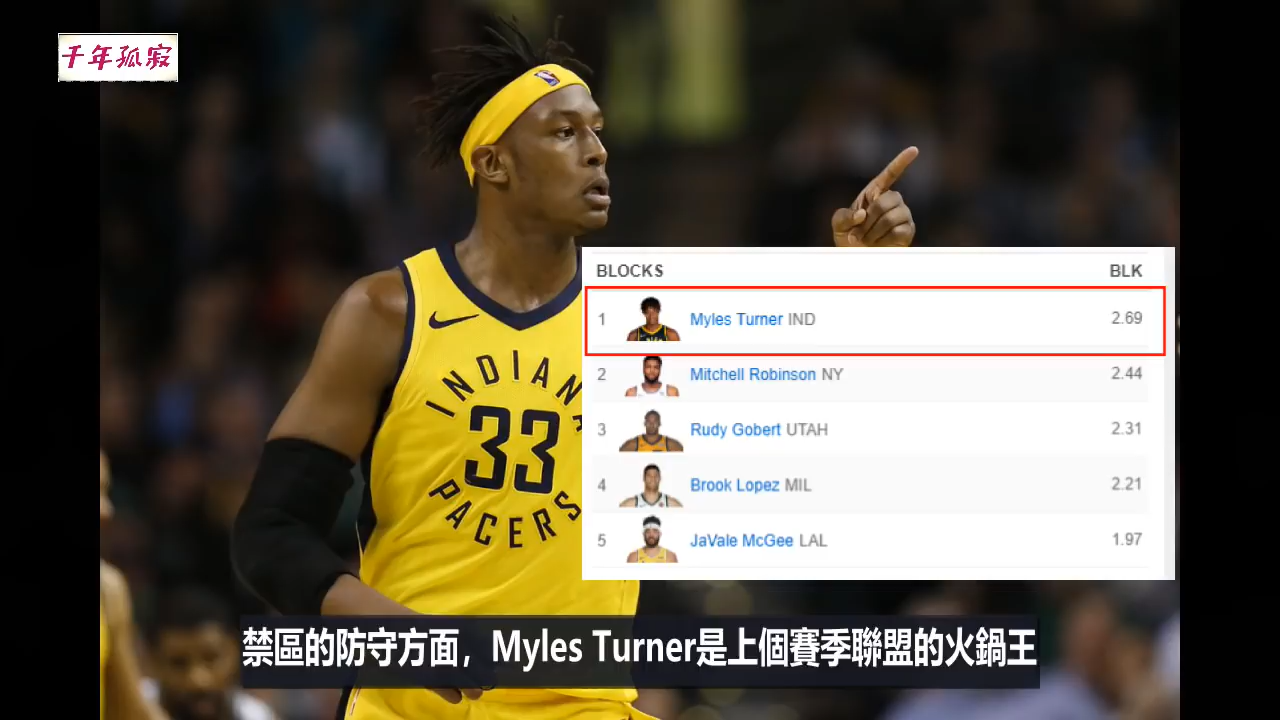 千年孤寂
INDIANA
33
PACERS
BLOCKS BLK
1 Myles Turner IND 2.69
2 Mitchell Robinson NY 2.44
3 Rudy Gobert UTAH 2.31
4 Brook Lopez MIL 2.21
5 JaVale McGee LAL 1.97
禁區的防守方面，Myles Turner是上個賽季聯盟的火鍋王